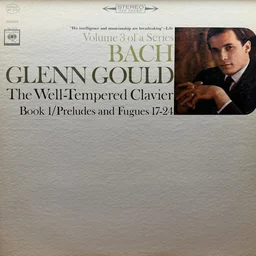 STEREO
"His intelligence and musicianship are breathtaking"—Life
Volume 3 of a Series
BACH
GLENN GOULD
The Well-Tempered Clavier
Book 1/Preludes and Fugues 17-24